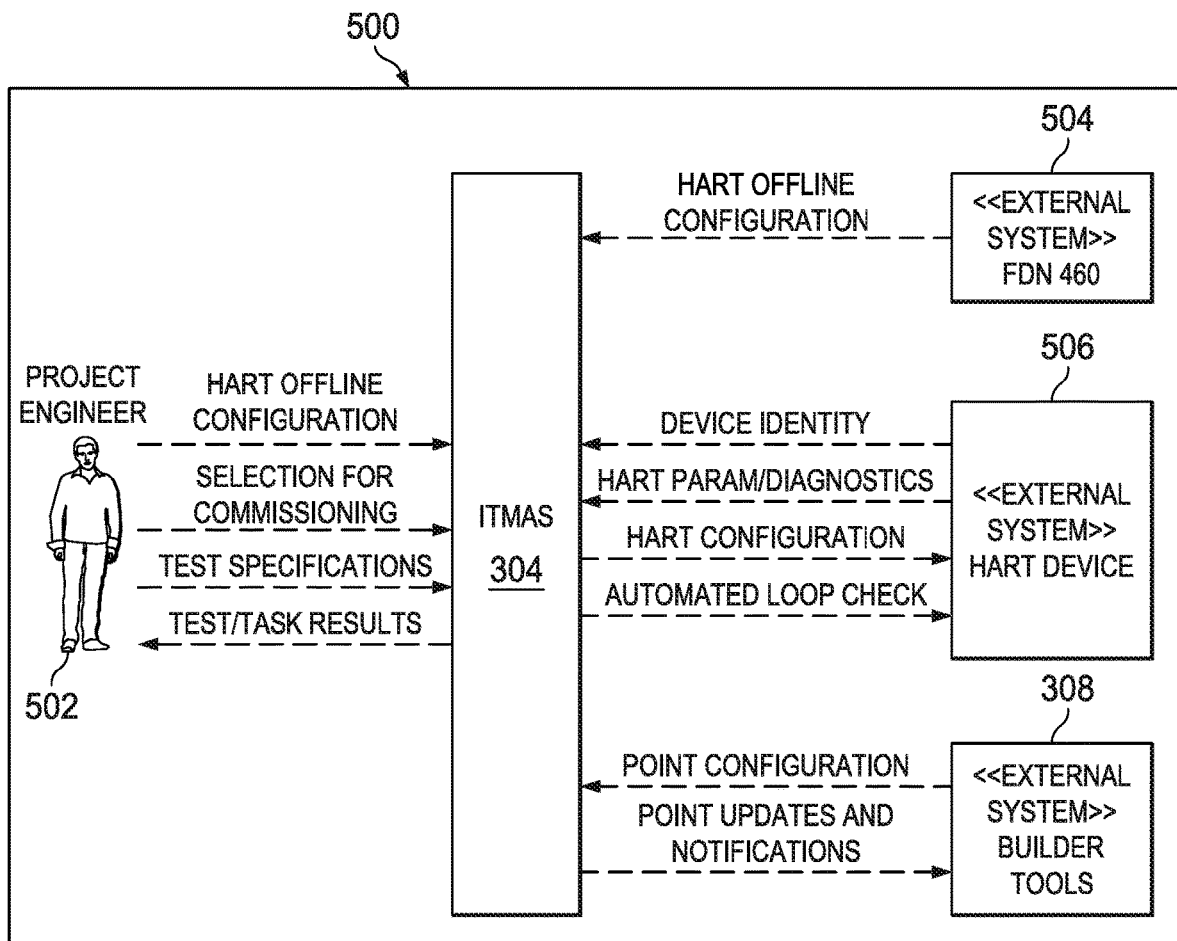 500
504
HART OFFLINE
CONFIGURATION
<<EXTERNAL
SYSTEM>>
FDN 460
506
PROJECT
ENGINEER
HART OFFLINE
CONFIGURATION
SELECTION FOR
COMMISSIONING
TEST SPECIFICATIONS
TEST/TASK RESULTS
502
ITMAS
304
DEVICE IDENTITY
HART PARAM/DIAGNOSTICS
HART CONFIGURATION
AUTOMATED LOOP CHECK
<<EXTERNAL
SYSTEM>>
HART DEVICE
308
POINT CONFIGURATION
POINT UPDATES AND
NOTIFICATIONS
<<EXTERNAL
SYSTEM>>
BUILDER
TOOLS